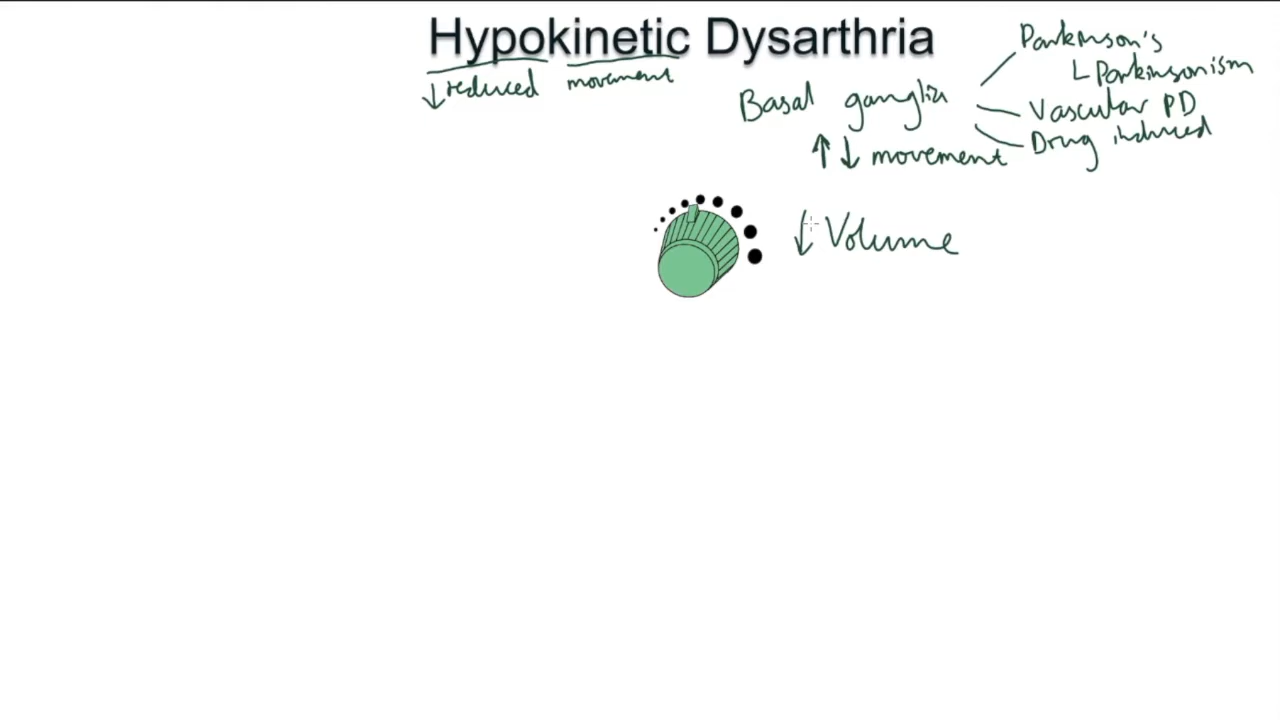 Hypokinetic Dysarthria
↓reduced movement
Basal ganglia
↑↓ movement
Parkinson's
Parkinsonism
Vascular PD
Drug induced
↓ Volume